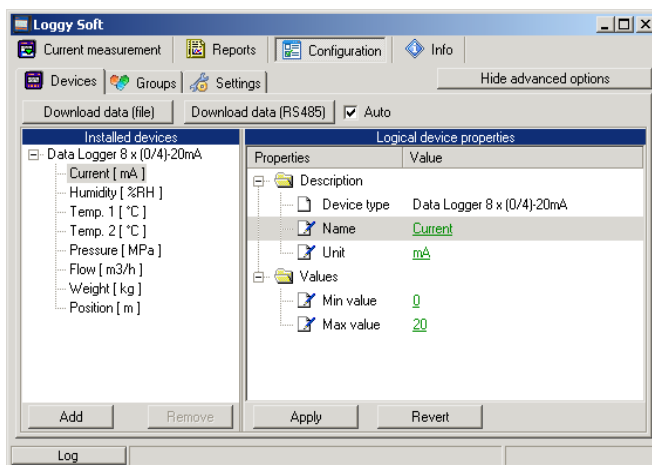 Loggy Soft
Current measurement Reports Configuration Info
Devices Groups Settings Hide advanced options
Download data (file) Download data (RS485) Auto
Installed devices Logical device properties
Data Logger 8 x (0/4)-20mA Properties Value
Current [ mA ] Description
Humidity [ %RH ] Device type Data Logger 8 x (0/4)-20mA
Temp. 1 [ °C ] Name Current
Temp. 2 [ °C ] Unit mA
Pressure [ MPa ] Values
Flow [ m3/h ] Min value 0
Weight [ kg ] Max value 20
Position [ m ]
Add Remove Apply Revert
Log